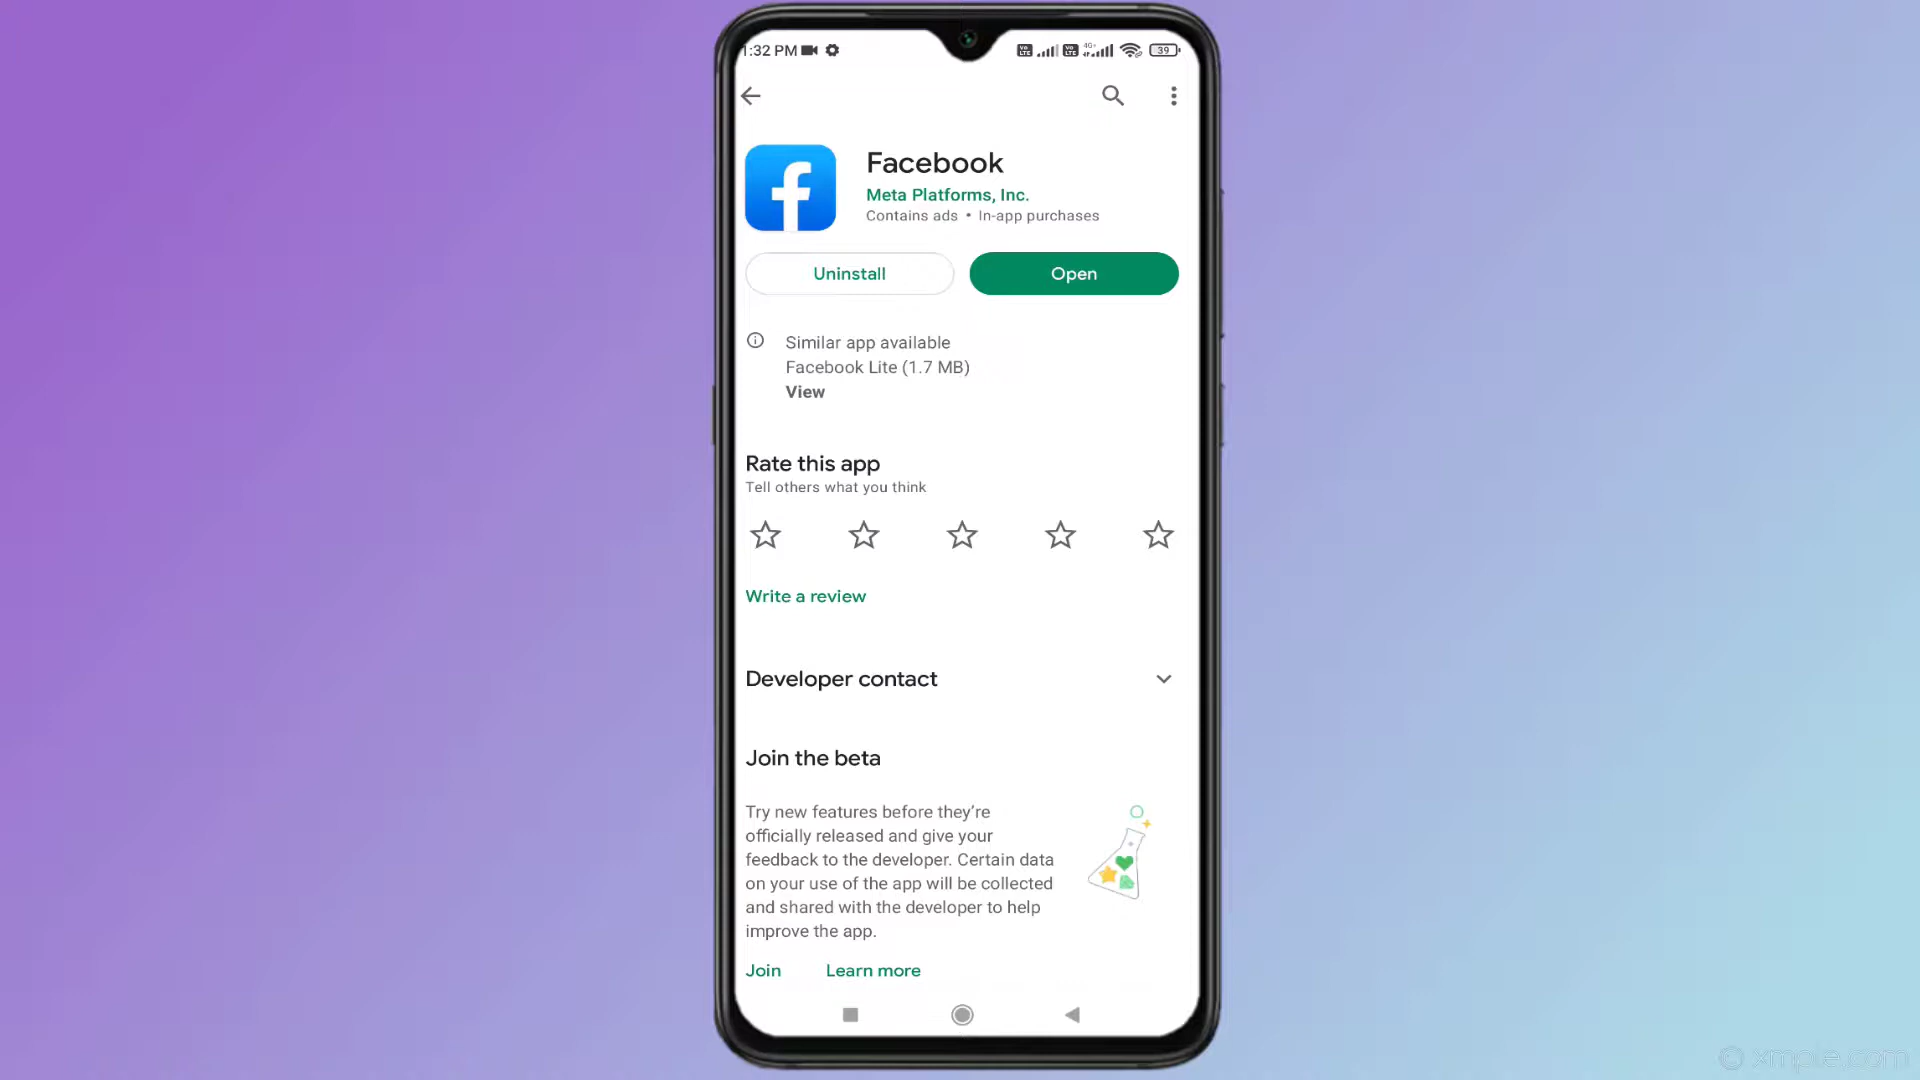 1:32 PM
39
Facebook
Meta Platforms, Inc.
Contains ads • In-app purchases
Uninstall
Open
Similar app available
Facebook Lite (1.7 MB)
View
Rate this app
Tell others what you think
Write a review
Developer contact
Join the beta
Try new features before they’re
officially released and give your
feedback to the developer. Certain data
on your use of the app will be collected
and shared with the developer to help
improve the app.
Join
Learn more
© xmple.com